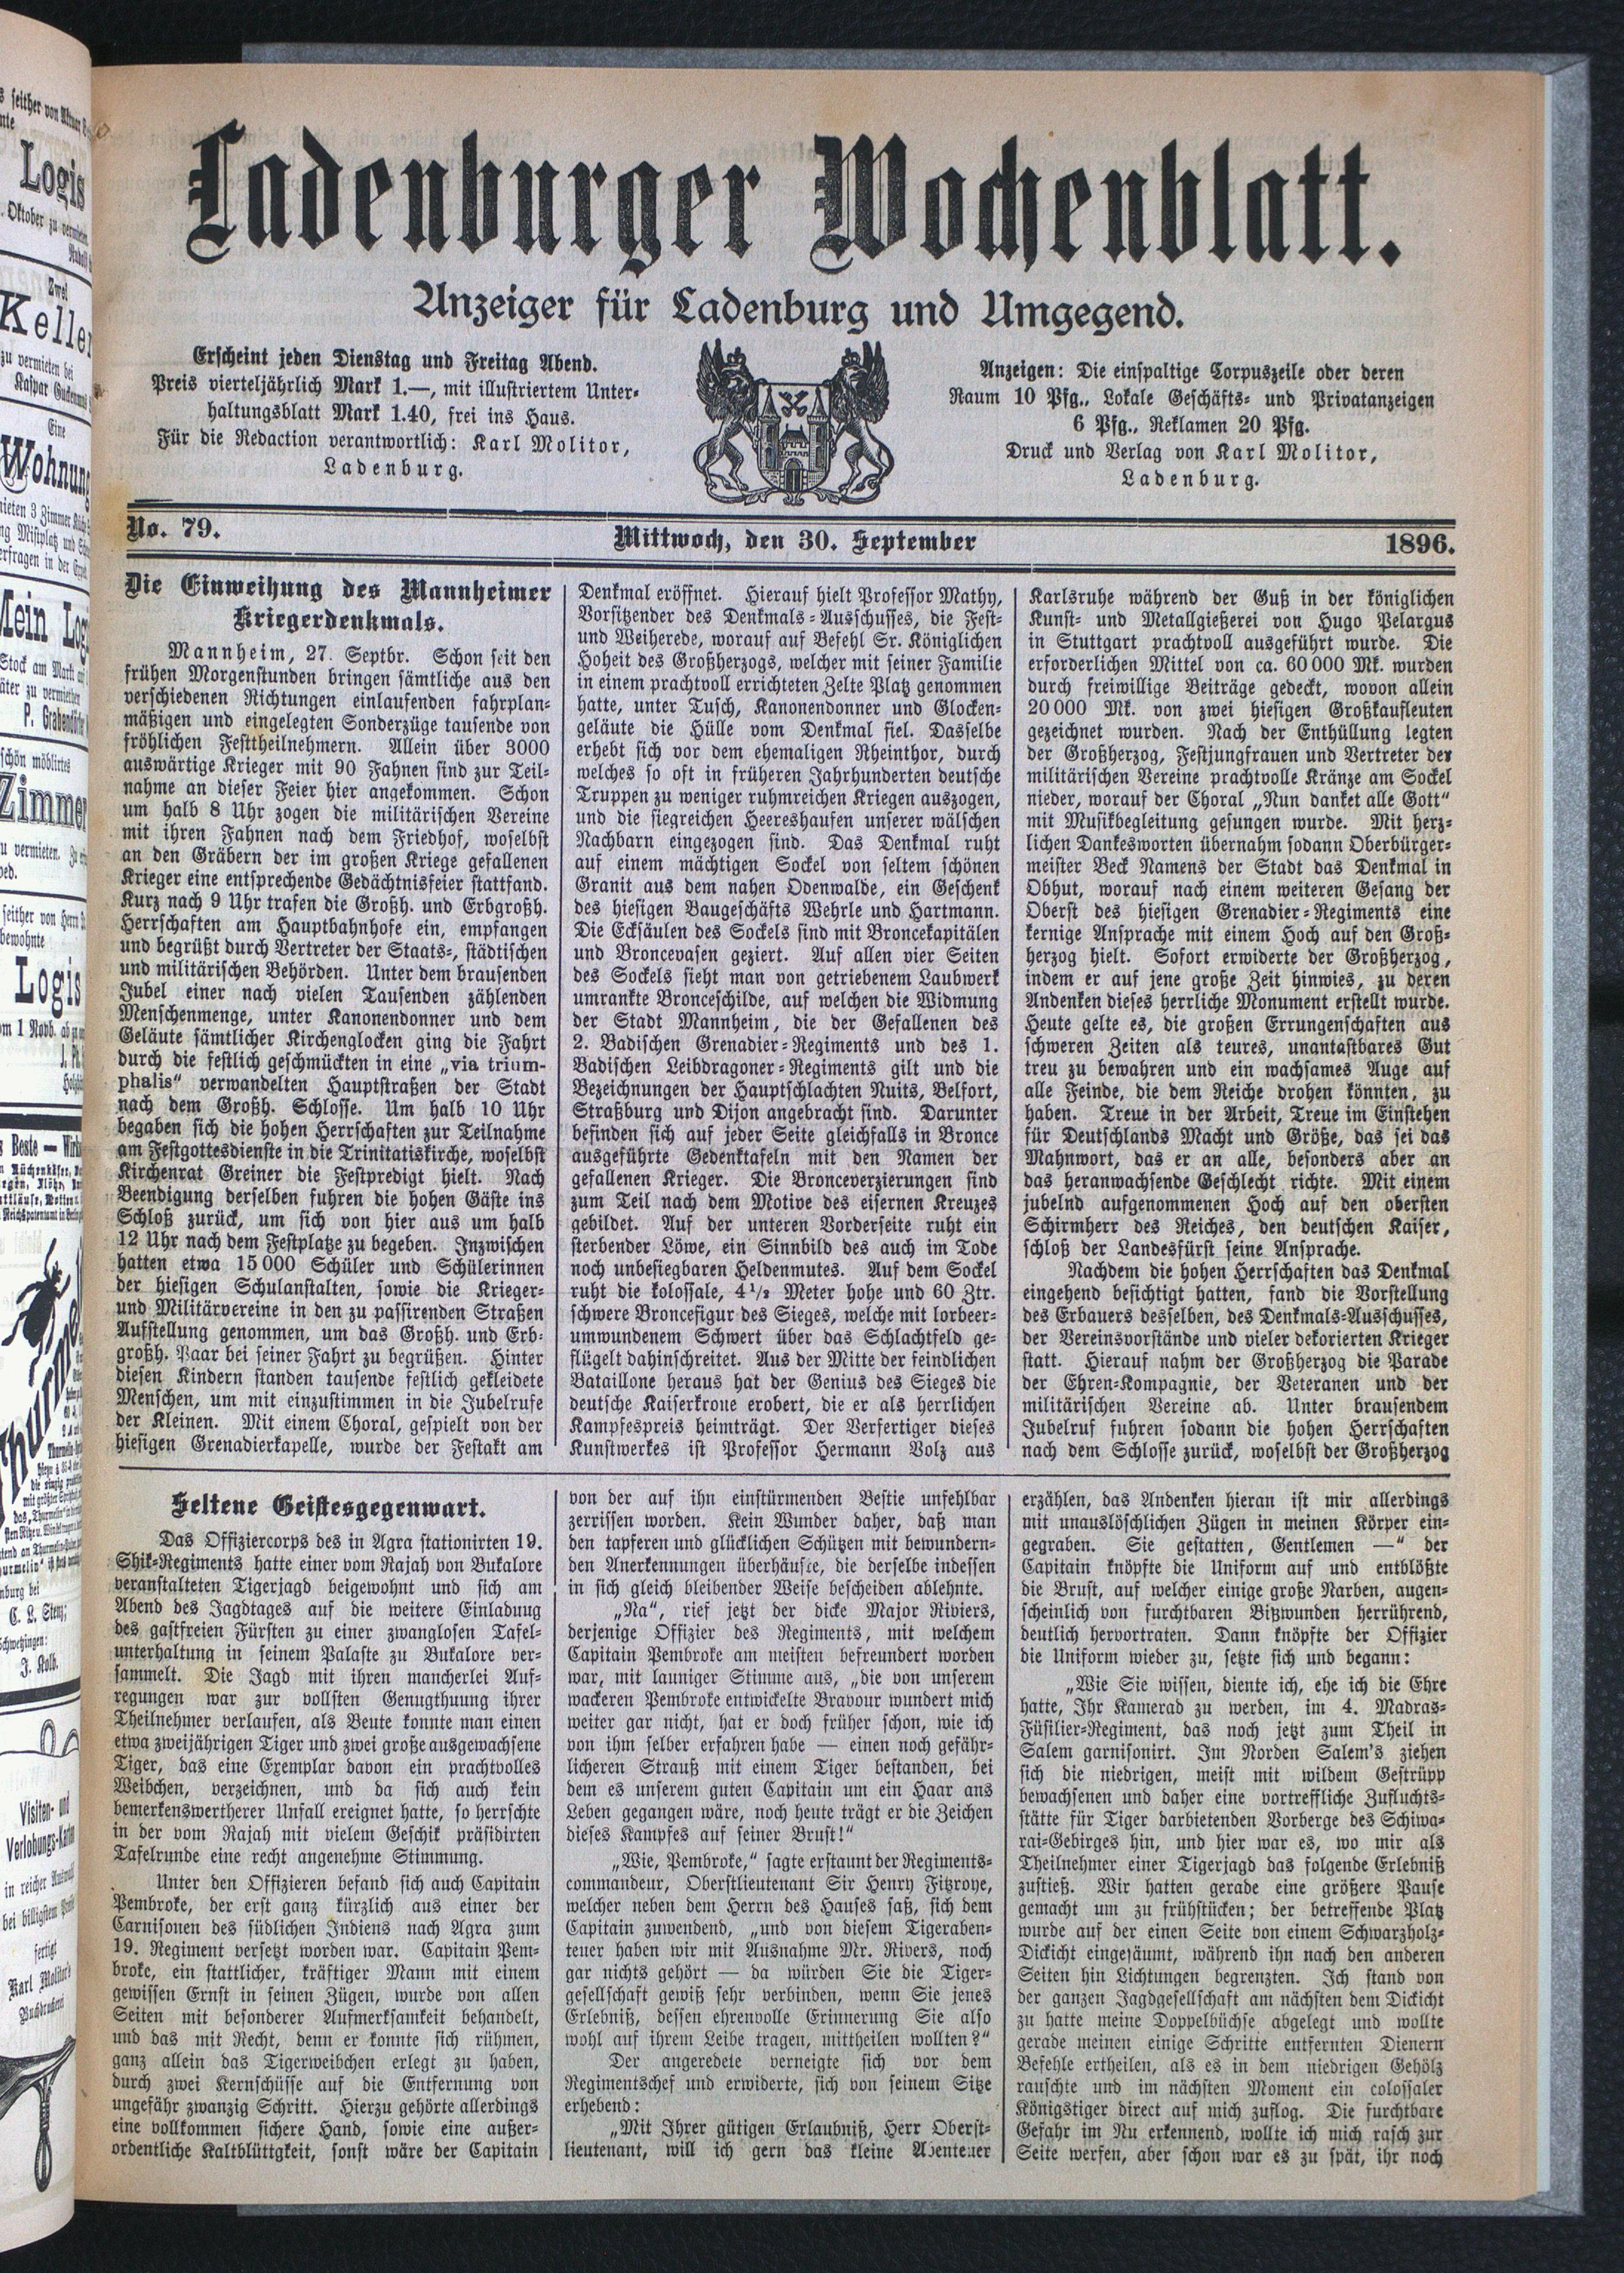 Ladenburger Wochenblatt.
Anzeiger für Ladenburg und Umgegend.
Erscheint jeden Dienstag und Freitag Abend.
Preis vierteljährlich Mark 1.—, mit illustriertem Unter-
haltungsblatt Mark 1.40, frei ins Haus.
Für die Redaction verantwortlich: Karl Molitor,
Ladenburg.
Anzeigen: Die einspaltige Corpuszeile oder deren
Raum 10 Pfg., Lokale Geschäfts- und Privatanzeigen
6 Pfg., Reklamen 20 Pfg.
Druck und Verlag von Karl Molitor,
Ladenburg.
No. 79.
Mittwoch, den 30. September
1896.
Die Einweihung des Mannheimer
Kriegerdenkmals.
Mannheim, 27. Septbr. Schon seit den
frühen Morgenstunden bringen sämtliche aus den
verschiedenen Richtungen einlaufenden fahrplan-
mäßigen und eingelegten Sonderzüge tausende von
fröhlichen Festtheilnehmern. Allein über 3000
auswärtige Krieger mit 90 Fahnen sind zur Teil-
nahme an dieser Feier hier angekommen. Schon
um halb 8 Uhr zogen die militärischen Vereine
mit ihren Fahnen nach dem Friedhof, woselbst
an den Gräbern der im großen Kriege gefallenen
Krieger eine entsprechende Gedächtnisfeier stattfand.
Kurz nach 9 Uhr trafen die Großh. und Erbgroßh.
Herrschaften am Hauptbahnhofe ein, empfangen
und begrüßt durch Vertreter der Staats-, städtischen
und militärischen Behörden. Unter dem brausenden
Jubel einer nach vielen Tausenden zählenden
Menschenmenge, unter Kanonendonner und dem
Geläute sämtlicher Kirchenglocken ging die Fahrt
durch die festlich geschmückten in eine „via trium-
phalis“ verwandelten Hauptstraßen der Stadt
nach dem Großh. Schlosse. Um halb 10 Uhr
begaben sich die hohen Herrschaften zur Teilnahme
am Festgottesdienste in die Trinitatiskirche, woselbst
Kirchenrat Greiner die Festpredigt hielt. Nach
Beendigung derselben fuhren die hohen Gäste ins
Schloß zurück, um sich von hier aus um halb
12 Uhr nach dem Festplatze zu begeben. Inzwischen
hatten etwa 15000 Schüler und Schülerinnen
der hiesigen Schulanstalten, sowie die Krieger-
und Militärvereine in den zu passirenden Straßen
Aufstellung genommen, um das Großh. und Erb-
großh. Paar bei seiner Fahrt zu begrüßen. Hinter
diesen Kindern standen tausende festlich gekleidete
Menschen, um mit einzustimmen in die Jubelrufe
der Kleinen. Mit einem Choral, gespielt von der
hiesigen Grenadierkapelle, wurde der Festakt am
Denkmal eröffnet. Hierauf hielt Professor Mathy,
Vorsitzender des Denkmals-Ausschusses, die Fest-
und Weiherede, worauf auf Befehl Sr. Königlichen
Hoheit des Großherzogs, welcher mit seiner Familie
in einem prachtvoll errichteten Zelte Platz genommen
hatte, unter Tusch, Kanonendonner und Glocken-
geläute die Hülle vom Denkmal fiel. Dasselbe
erhebt sich vor dem ehemaligen Rheinthor, durch
welches so oft in früheren Jahrhunderten deutsche
Truppen zu weniger ruhmreichen Kriegen auszogen,
und die siegreichen Heereshaufen unserer wälschen
Nachbarn eingezogen sind. Das Denkmal ruht
auf einem mächtigen Sockel von seltem schönen
Granit aus dem nahen Odenwalde, ein Geschenk
des hiesigen Baugeschäfts Wehrle und Hartmann.
Die Ecksäulen des Sockels sind mit Broncekapitälen
und Broncevasen geziert. Auf allen vier Seiten
des Sockels sieht man von getriebenem Laubwerk
umrankte Bronceschilde, auf welchen die Widmung
der Stadt Mannheim, die der Gefallenen des
2. Badischen Grenadier-Regiments und des 1.
Badischen Leibdragoner-Regiments gilt und die
Bezeichnungen der Hauptschlachten Nuits, Belfort,
Straßburg und Dijon angebracht sind. Darunter
befinden sich auf jeder Seite gleichfalls in Bronce
ausgeführte Gedenktafeln mit den Namen der
gefallenen Krieger. Die Bronceverzierungen sind
zum Teil nach dem Motive des eisernen Kreuzes
gebildet. Auf der unteren Vorderseite ruht ein
sterbender Löwe, ein Sinnbild des auch im Tode
noch unbesiegbaren Heldenmutes. Auf dem Sockel
ruht die kolossale, 4½ Meter hohe und 60 Ztr.
schwere Broncefigur des Sieges, welche mit lorbeer-
umwundenem Schwert über das Schlachtfeld ge-
flügelt dahinschreitet. Aus der Mitte der feindlichen
Bataillone heraus hat der Genius des Sieges die
deutsche Kaiserkrone erobert, die er als herrlichen
Kampfespreis heimträgt. Der Verfertiger dieses
Kunstwerkes ist Professor Hermann Volz aus
Karlsruhe während der Guß in der königlichen
Kunst- und Metallgießerei von Hugo Pelargus
in Stuttgart prachtvoll ausgeführt wurde. Die
erforderlichen Mittel von ca. 60000 Mk. wurden
durch freiwillige Beiträge gedeckt, wovon allein
20000 Mk. von zwei hiesigen Großkaufleuten
gezeichnet wurden. Nach der Enthüllung legten
der Großherzog, Festjungfrauen und Vertreter der
militärischen Vereine prachtvolle Kränze am Sockel
nieder, worauf der Choral „Nun danket alle Gott“
mit Musikbegleitung gesungen wurde. Mit herz-
lichen Dankesworten übernahm sodann Oberbürger-
meister Beck Namens der Stadt das Denkmal in
Obhut, worauf nach einem weiteren Gesang der
Oberst des hiesigen Grenadier-Regiments eine
kernige Ansprache mit einem Hoch auf den Groß-
herzog hielt. Sofort erwiderte der Großherzog,
indem er auf jene große Zeit hinwies, zu deren
Andenken dieses herrliche Monument erstellt wurde.
Heute gelte es, die großen Errungenschaften aus
schweren Zeiten als teures, unantastbares Gut
treu zu bewahren und ein wachsames Auge auf
alle Feinde, die dem Reiche drohen könnten, zu
haben. Treue in der Arbeit, Treue im Einstehen
für Deutschlands Macht und Größe, das sei das
Mahnwort, das er an alle, besonders aber an
das heranwachsende Geschlecht richte. Mit einem
jubelnd aufgenommenen Hoch auf den obersten
Schirmherr des Reiches, den deutschen Kaiser,
schloß der Landesfürst seine Ansprache.
Nachdem die hohen Herrschaften das Denkmal
eingehend besichtigt hatten, fand die Vorstellung
des Erbauers desselben, des Denkmals-Ausschusses,
der Vereinsvorstände und vieler dekorierten Krieger
statt. Hierauf nahm der Großherzog die Parade
der Ehren-Kompagnie, der Veteranen und der
militärischen Vereine ab. Unter brausendem
Jubelruf fuhren sodann die hohen Herrschaften
nach dem Schlosse zurück, woselbst der Großherzog
Seltene Geistesgegenwart.
Das Offiziercorps des in Agra stationirten 19.
Shik-Regiments hatte einer vom Rajah von Bukalore
veranstalteten Tigerjagd beigewohnt und sich am
Abend des Jagdtages auf die weitere Einladung
des gastfreien Fürsten zu einer zwanglosen Tafel-
unterhaltung in seinem Palaste zu Bukalore ver-
sammelt. Die Jagd mit ihren mancherlei Auf-
regungen war zur vollsten Genugthuung ihrer
Theilnehmer verlaufen, als Beute konnte man einen
etwa zweijährigen Tiger und zwei große ausgewachsene
Tiger, das eine Exemplar davon ein prachtvolles
Weibchen, verzeichnen, und da sich auch kein
bemerkenswertherer Unfall ereignet hatte, so herrschte
in der vom Rajah mit vielem Geschik präsidirten
Tafelrunde eine recht angenehme Stimmung.
Unter den Offizieren befand sich auch Capitain
Pembroke, der erst ganz kürzlich aus einer der
Carnisonen des südlichen Indiens nach Agra zum
19. Regiment versetzt worden war. Capitain Pem-
broke, ein stattlicher, kräftiger Mann mit einem
gewissen Ernst in seinen Zügen, wurde von allen
Seiten mit besonderer Aufmerksamkeit behandelt,
und das mit Recht, denn er konnte sich rühmen,
ganz allein das Tigerweibchen erlegt zu haben,
durch zwei Kernschüsse auf die Entfernung von
ungefähr zwanzig Schritt. Hierzu gehörte allerdings
eine vollkommen sichere Hand, sowie eine außer-
ordentliche Kaltblüttgkeit, sonst wäre der Capitain
von der auf ihn einstürmenden Bestie unfehlbar
zerrissen worden. Kein Wunder daher, daß man
den tapferen und glücklichen Schützen mit bewundern-
den Anerkennungen überhäufte, die derselbe indessen
in sich gleich bleibender Weise bescheiden ablehnte.
„Na“, rief jetzt der dicke Major Riviers,
derjenige Offizier des Regiments, mit welchem
Capitain Pembroke am meisten befreundert worden
war, mit launiger Stimme aus, „die von unserem
wackeren Pembroke entwickelte Bravour wundert mich
weiter gar nicht, hat er doch früher schon, wie ich
von ihm selber erfahren habe — einen noch gefähr-
licheren Strauß mit einem Tiger bestanden, bei
dem es unserem guten Capitain um ein Haar ans
Leben gegangen wäre, noch heute trägt er die Zeichen
dieses Kampfes auf seiner Brust!“
„Wie, Pembroke,“ sagte erstaunt der Regiments-
commandeur, Oberstlieutenant Sir Henry Fitzroye,
welcher neben dem Herrn des Hauses saß, sich dem
Capitain zuwendend, „und von diesem Tigeraben-
teuer haben wir mit Ausnahme Mr. Rivers, noch
gar nichts gehört — da würden Sie die Tiger-
gesellschaft gewiß sehr verbinden, wenn Sie jenes
Erlebniß, dessen ehrenvolle Erinnerung Sie also
wohl auf ihrem Leibe tragen, mittheilen wollten?“
Der angeredete verneigte sich vor dem
Regimentschef und erwiderte, sich von seinem Sitze
erhebend:
„Mit Ihrer gütigen Erlaubniß, Herr Oberst-
lieutenant, will ich gern das kleine Abenteuer
erzählen, das Andenken hieran ist mir allerdings
mit unauslöschlichen Zügen in meinen Körper ein-
gegraben. Sie gestatten, Gentlemen —“ der
Capitain knöpfte die Uniform auf und entblößte
die Brust, auf welcher einige große Narben, augen-
scheinlich von furchtbaren Bißwunden herrührend,
deutlich hervortraten. Dann knöpfte der Offizier
die Uniform wieder zu, setzte sich und begann:
„Wie Sie wissen, diente ich, ehe ich die Ehre
hatte, Ihr Kamerad zu werden, im 4. Madras-
Füsilier-Regiment, das noch jetzt zum Theil in
Salem garnisonirt. Im Norden Salem's ziehen
sich die niedrigen, meist mit wildem Gestrüpp
bewachsenen und daher eine vortreffliche Zufluchts-
stätte für Tiger darbietenden Vorberge des Schiwa-
rai-Gebirges hin, und hier war es, wo mir als
Theilnehmer einer Tigerjagd das folgende Erlebniß
zustieß. Wir hatten gerade eine größere Pause
gemacht um zu frühstücken; der betreffende Platz
wurde auf der einen Seite von einem Schwarzholz-
Dickicht eingesäumt, während ihn nach den anderen
Seiten hin Lichtungen begrenzten. Ich stand von
der ganzen Jagdgesellschaft am nächsten dem Dickicht
zu hatte meine Doppelbüchse abgelegt und wollte
gerade meinen einige Schritte entfernten Dienern
Befehle ertheilen, als es in dem niedrigen Gehölz
rauschte und im nächsten Moment ein colossaler
Königstiger direct auf mich zuflog. Die furchtbare
Gefahr im Nu erkennend, wollte ich mich rasch zur
Seite werfen, aber schon war es zu spät, ihr noch
Logis
Zwei
Keller
zu vermieten bei
Eine
Wohnung
Zimmer
Logis
Visiten- und
in reicher
fertigt